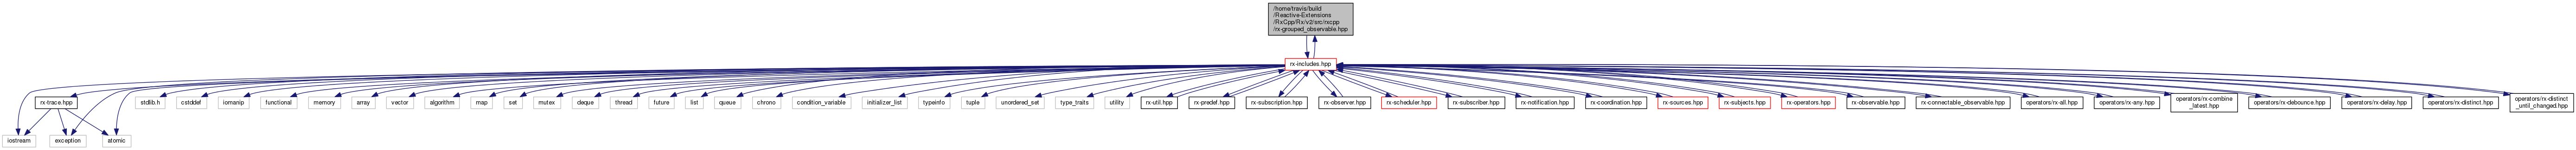 /home/travis/build
/Reactive-Extensions
/RxCpp/Rx/v2/src/rxcpp
/rx-grouped_observable.hpp
rx-includes.hpp
rx-trace.hpp
stdlib.h
cstddef
iomanip
functional
memory
array
vector
algorithm
map
set
mutex
deque
thread
future
list
queue
chrono
condition_variable
initializer_list
typeinfo
tuple
unordered_set
type_traits
utility
rx-util.hpp
rx-predef.hpp
rx-subscription.hpp
rx-observer.hpp
rx-scheduler.hpp
rx-subscriber.hpp
rx-notification.hpp
rx-coordination.hpp
rx-sources.hpp
rx-subjects.hpp
rx-operators.hpp
rx-observable.hpp
rx-connectable_observable.hpp
operators/rx-all.hpp
operators/rx-any.hpp
operators/rx-combine
_latest.hpp
operators/rx-debounce.hpp
operators/rx-delay.hpp
operators/rx-distinct.hpp
operators/rx-distinct
_until_changed.hpp
iostream
exception
atomic